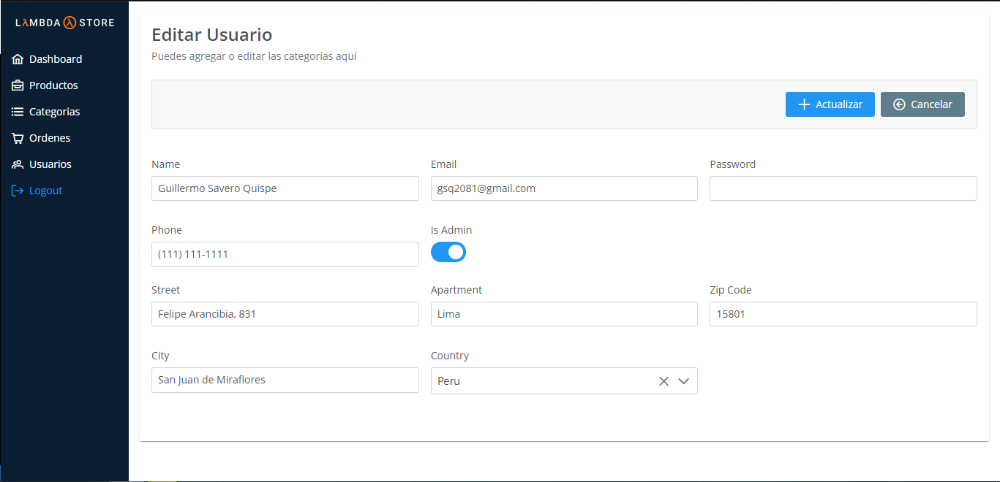 LλMBDA λ STORE
Dashboard
Productos
Categorias
Ordenes
Usuarios
Logout
Editar Usuario
Puedes agregar o editar las categorías aquí
Actualizar Cancelar
Name Email Password
Guillermo Savero Quispe gsq2081@gmail.com
Phone Is Admin
(111) 111-1111
Street Apartment Zip Code
Felipe Arancibia, 831 Lima 15801
City Country
San Juan de Miraflores Peru